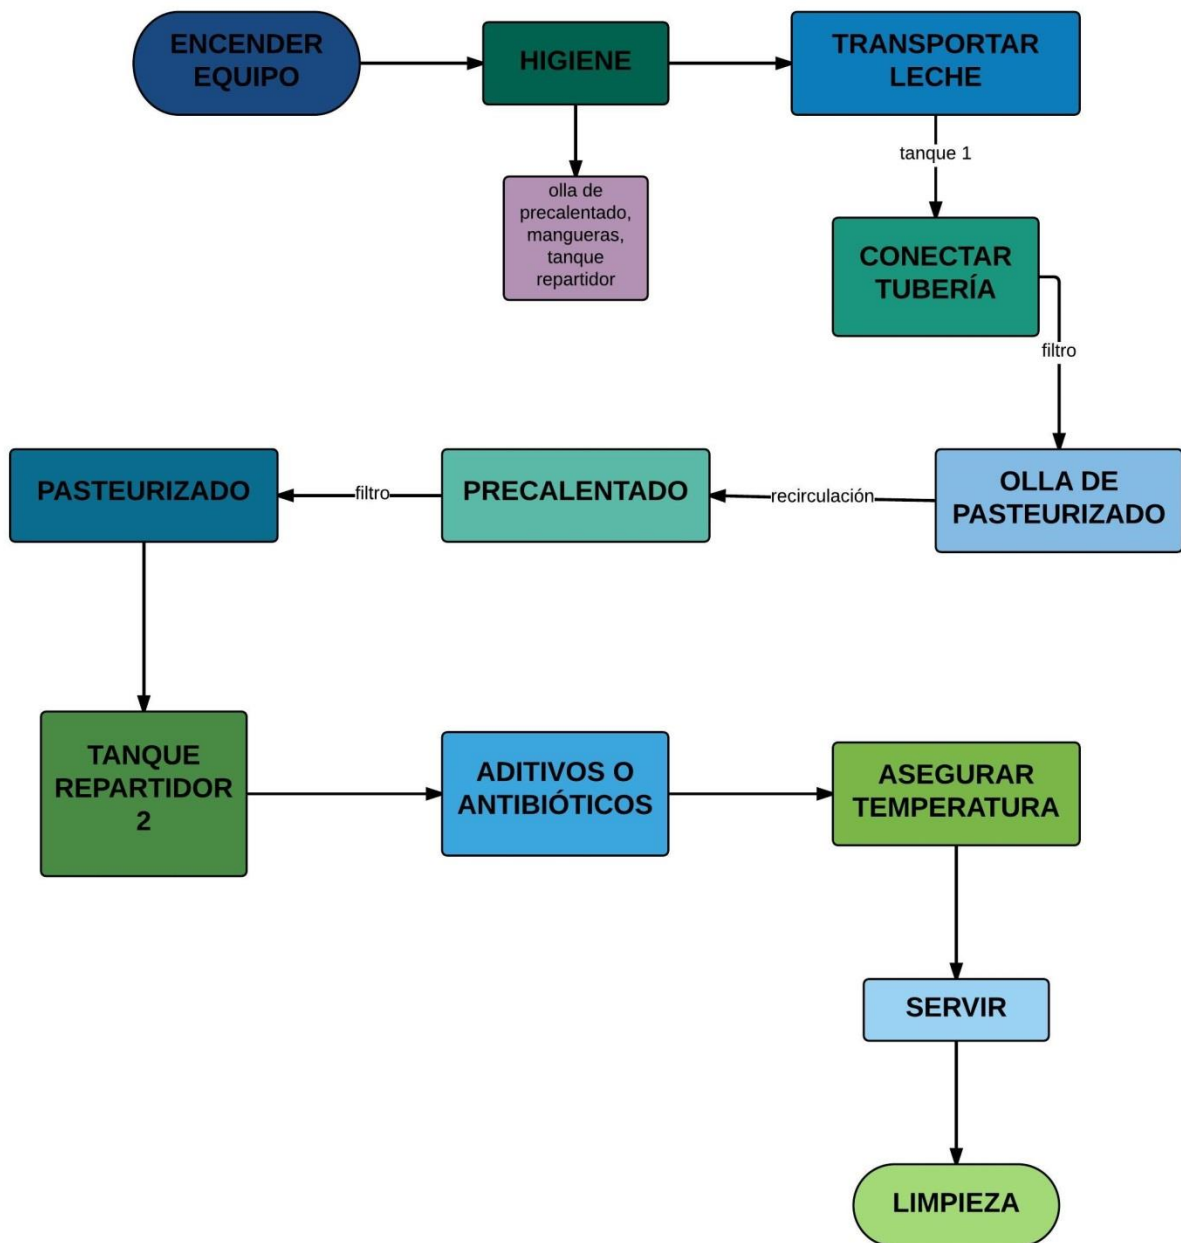 ENCENDER
EQUIPO
HIGIENE
TRANSPORTAR
LECHE
tanque 1
olla de
precalentado,
mangueras,
tanque
repartidor
CONECTAR
TUBERÍA
filtro
OLLA DE
PASTEURIZADO
recirculación
PRECALENTADO
filtro
PASTEURIZADO
TANQUE
REPARTIDOR
2
ADITIVOS O
ANTIBIÓTICOS
ASEGURAR
TEMPERATURA
SERVIR
LIMPIEZA